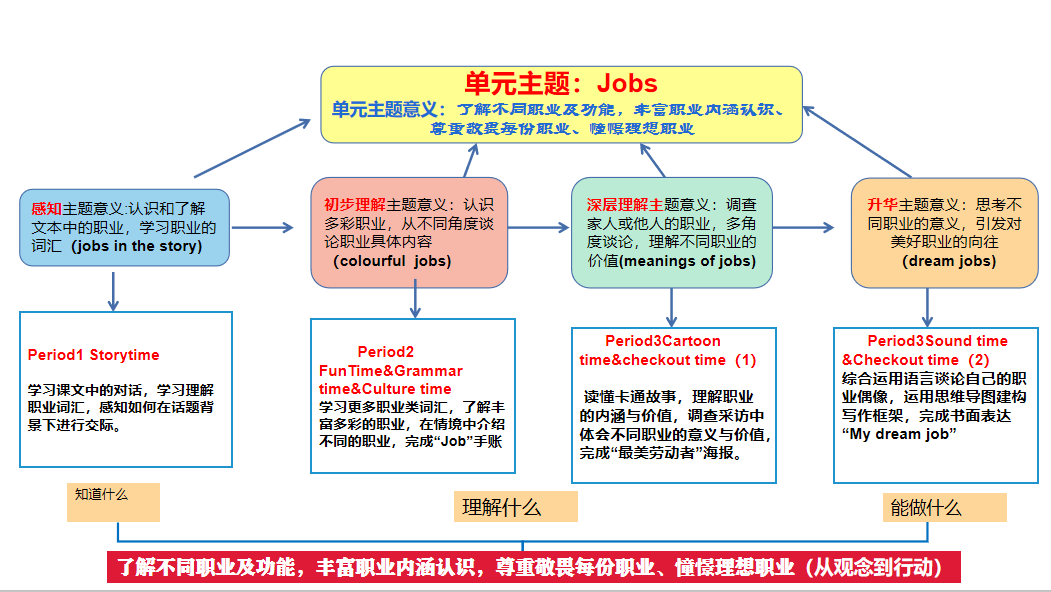 单元主题：Jobs
单元主题意义：了解不同职业及功能，丰富职业内涵认识、
尊重敬畏每份职业、憧憬理想职业
感知主题意义:认识和了解
文本中的职业，学习职业的
词汇（jobs in the story)
初步理解主题意义：认识
多彩职业，从不同角度谈
论职业具体内容
（colourful jobs)
深层理解主题意义：调查
家人或他人的职业，多角
度谈论，理解不同职业的
价值(meanings of jobs)
升华主题意义：思考不
同职业的意义，引发对
美好职业的向往
（dream jobs)
Period1 Storytime
学习课文中的对话，学习理解
职业词汇，感知如何在话题背
景下进行交际。
Period2
FunTime&Grammar
time&Culture time
学习更多职业类词汇，了解丰
富多彩的职业，在情境中介绍
不同的职业，完成“Job”手账
Period3Cartoon
time&checkout time（1）
读懂卡通故事，理解职业
的内涵与价值，调查采访中
体会不同职业的意义与价值，
完成“最美劳动者”海报。
Period3Sound time
&Checkout time（2）
综合运用语言谈论自己的职
业偶像，运用思维导图建构
写作框架，完成书面表达
“My dream job”
知道什么
理解什么
能做什么
了解不同职业及功能，丰富职业内涵认识，尊重敬畏每份职业、憧憬理想职业（从观念到行动）